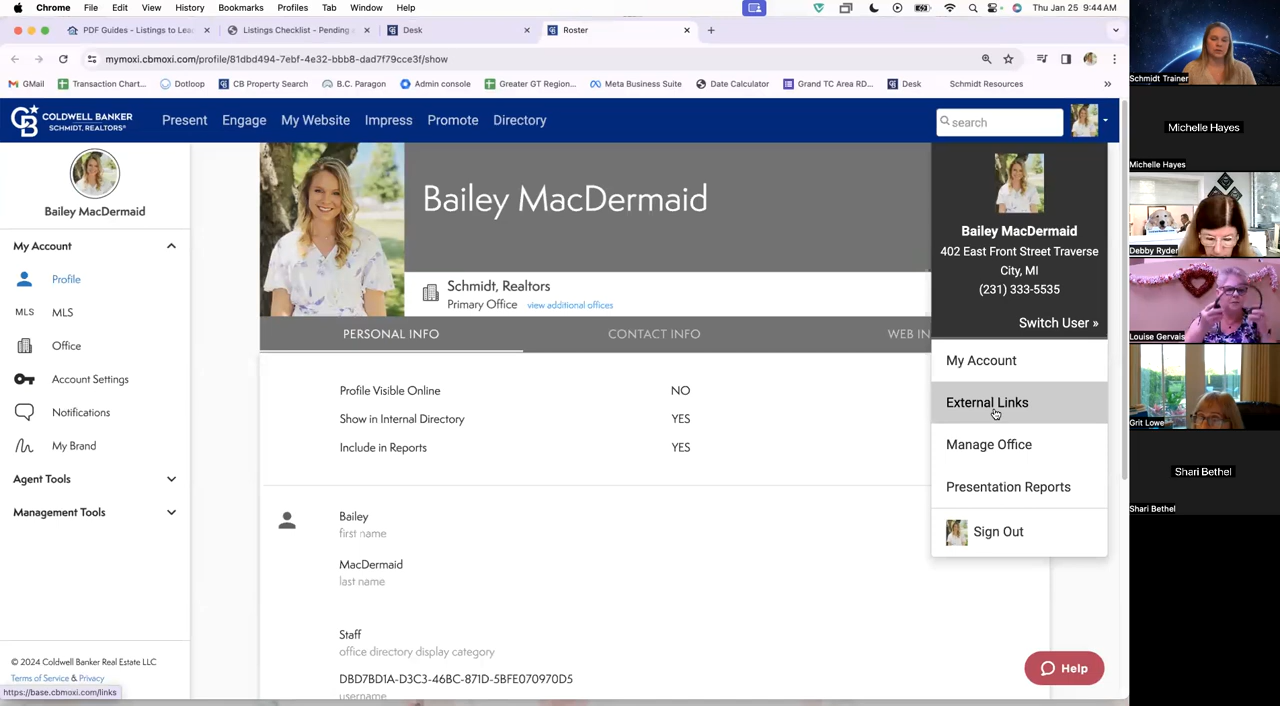 Chrome File Edit View History Bookmarks Profiles Tab Window Help Thu Jan 25 9:44 AM
PDF Guides - Listings to Lea Listings Checklist - Pending Desk Roster
mymoxi.cbmoxi.com/profile/81dbd494-7ebf-4e32-bbb8-dad7f79cce3f/show
GMail Transaction Chart... Dotloop CB Property Search B.C. Paragon Admin console Greater GT Region... Meta Business Suite Date Calculator Grand TC Area RD... Desk Schmidt Resources
COLDWELL BANKER
SCHMIDT, REALTORS®
Present Engage My Website Impress Promote Directory search
Bailey MacDermaid
My Account
Profile
MLS MLS
Office
Account Settings
Notifications
My Brand
Agent Tools
Management Tools
© 2024 Coldwell Banker Real Estate LLC
Terms of Service & Privacy
https://base.cbmoxi.com/links
Bailey MacDermaid
Schmidt, Realtors
Primary Office view additional offices
PERSONAL INFO CONTACT INFO WEB IN
Profile Visible Online NO
Show in Internal Directory YES
Include in Reports YES
Bailey
first name
MacDermaid
last name
Staff
office directory display category
DBD7BD1A-D3C3-46BC-871D-5BFE070970D5
username
Bailey MacDermaid
402 East Front Street Traverse
City, MI
(231) 333-5535
Switch User »
My Account
External Links
Manage Office
Presentation Reports
Sign Out
Help
Schmidt Trainer
Michelle Hayes
Michelle Hayes
Debby Ryder
Louise Gervais
Grit Lowe
Shari Bethel
Shari Bethel